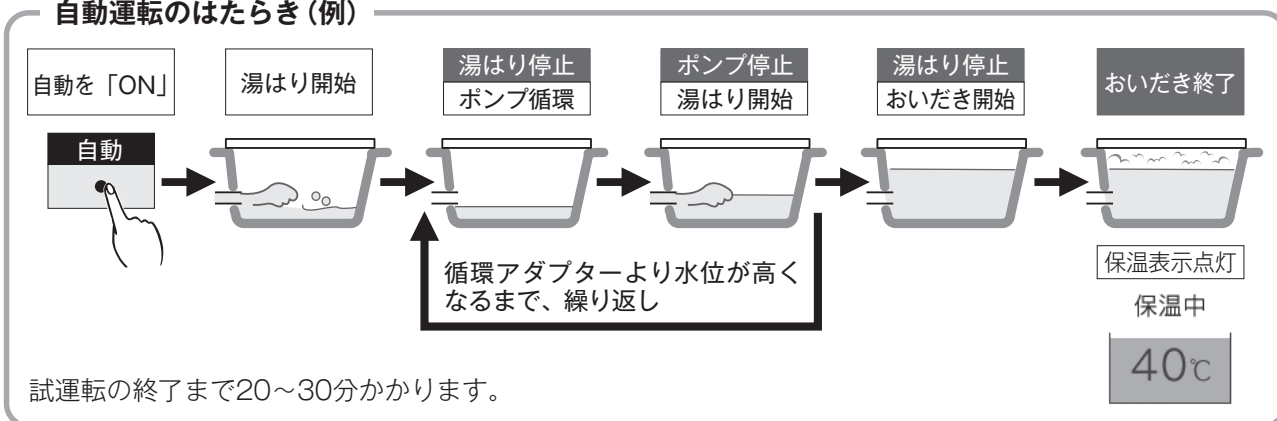 自動運転のはたらき（例）
自動を「ON」
湯はり開始
湯はり停止
ポンプ循環
ポンプ停止
湯はり開始
湯はり停止
おいだき開始
おいだき終了
自動
循環アダプターより水位が高く
なるまで、繰り返し
保温表示点灯
保温中
40℃
試運転の終了まで20～30分かかります。